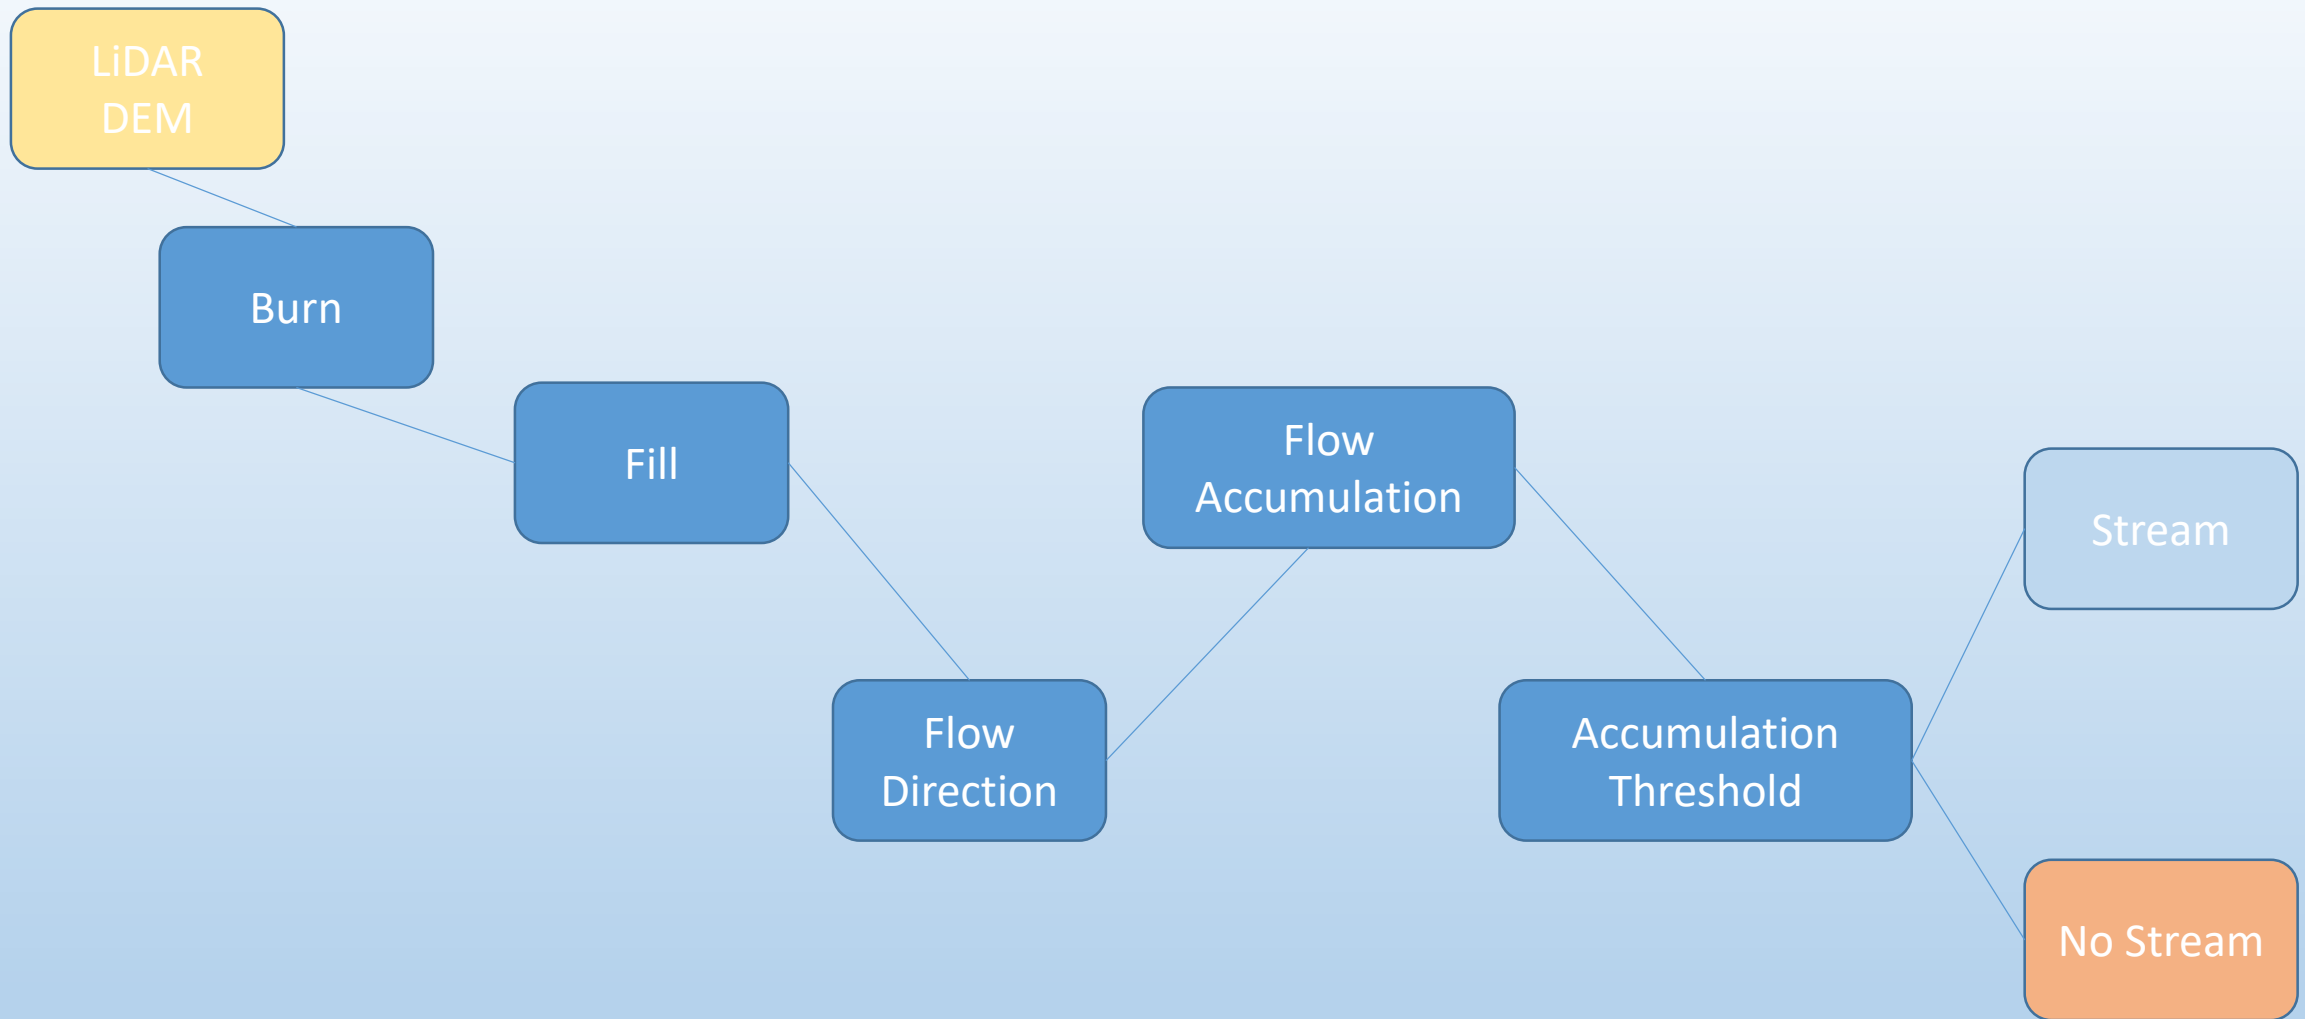 LiDAR
DEM
Burn
Fill
Flow
Direction
Flow
Accumulation
Accumulation
Threshold
Stream
No Stream